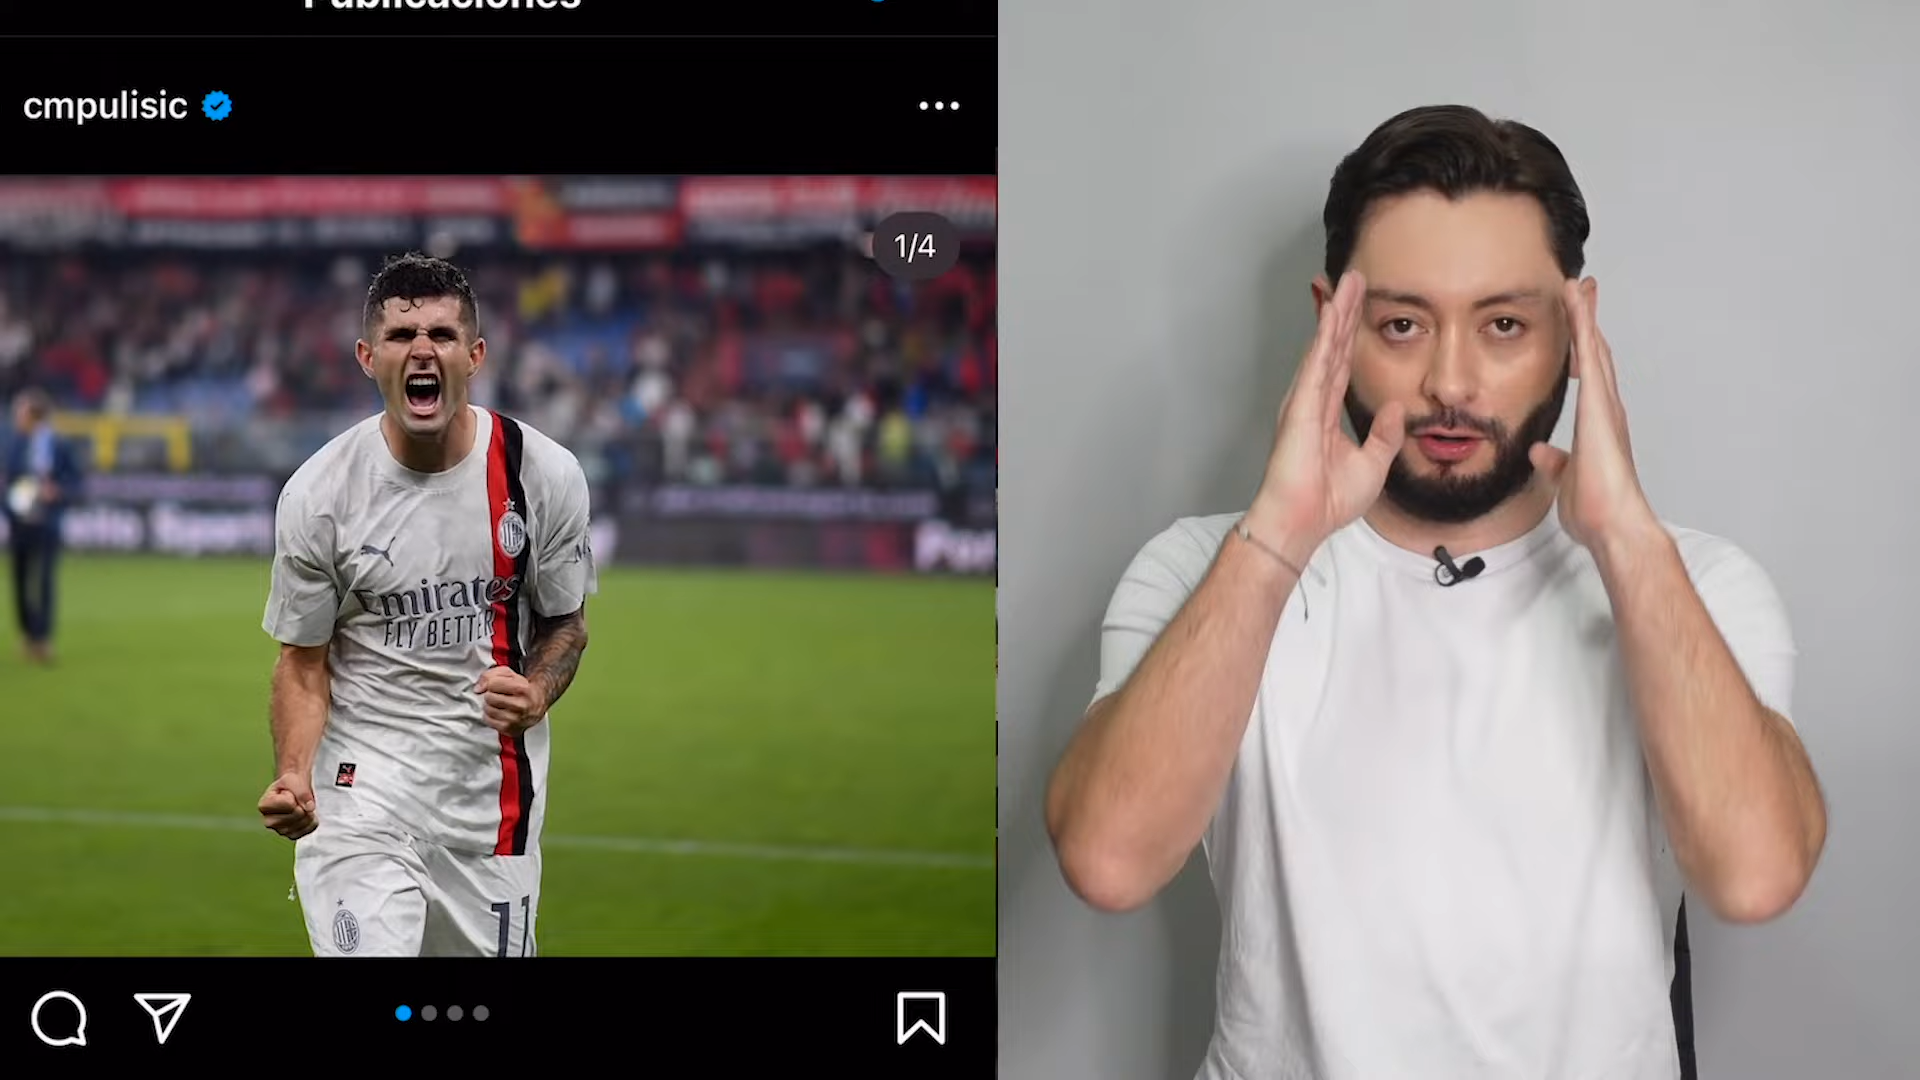 Publicaciones
cmpulisic
1/4
Emirates
FLY BETTER
11